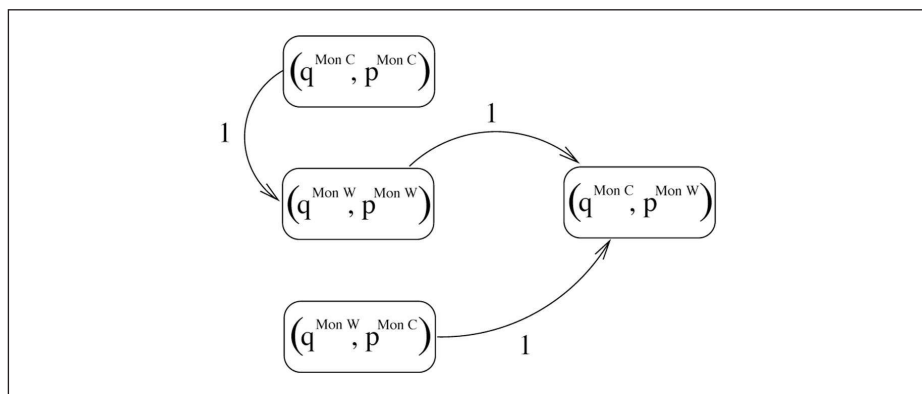 (q^Mon C, p^Mon C)
1
1
(q^Mon W, p^Mon W)
(q^Mon C, p^Mon W)
(q^Mon W, p^Mon C)
1